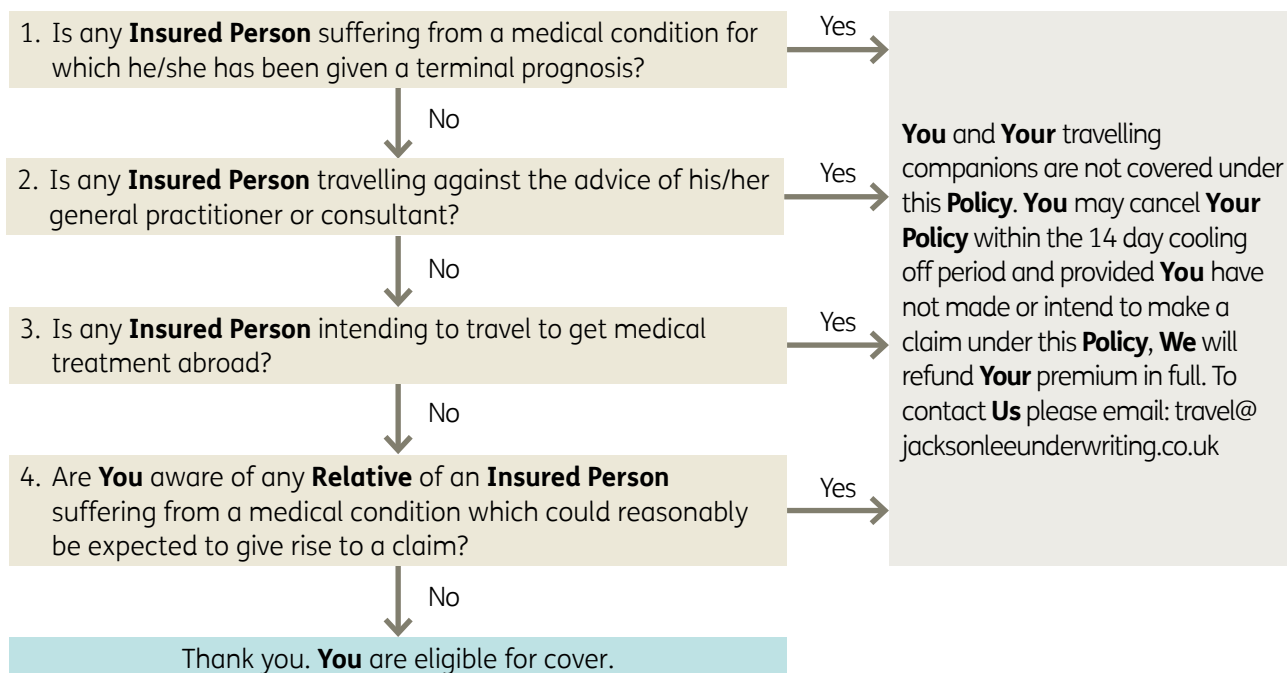 1. Is any Insured Person suffering from a medical condition for
which he/she has been given a terminal prognosis?
Yes
No
2. Is any Insured Person travelling against the advice of his/her
general practitioner or consultant?
Yes
No
3. Is any Insured Person intending to travel to get medical
treatment abroad?
Yes
No
4. Are You aware of any Relative of an Insured Person
suffering from a medical condition which could reasonably
be expected to give rise to a claim?
Yes
No
Thank you. You are eligible for cover.
You and Your travelling
companions are not covered under
this Policy. You may cancel Your
Policy within the 14 day cooling
off period and provided You have
not made or intend to make a
claim under this Policy, We will
refund Your premium in full. To
contact Us please email: travel@
jacksonleeunderwriting.co.uk